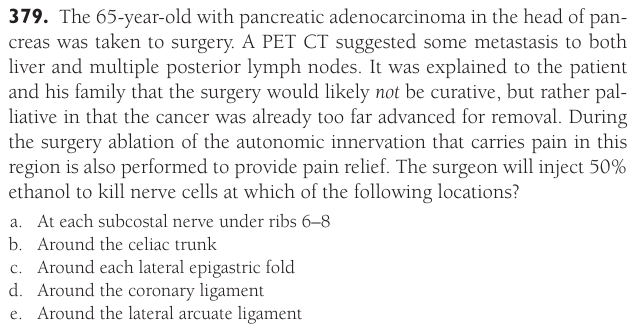 379. The 65-year-old with pancreatic adenocarcinoma in the head of pan-
creas was taken to surgery. A PET CT suggested some metastasis to both
liver and multiple posterior lymph nodes. It was explained to the patient
and his family that the surgery would likely not be curative, but rather pal-
liative in that the cancer was already too far advanced for removal. During
the surgery ablation of the autonomic innervation that carries pain in this
region is also performed to provide pain relief. The surgeon will inject 50%
ethanol to kill nerve cells at which of the following locations?
a. At each subcostal nerve under ribs 6–8
b. Around the celiac trunk
c. Around each lateral epigastric fold
d. Around the coronary ligament
e. Around the lateral arcuate ligament